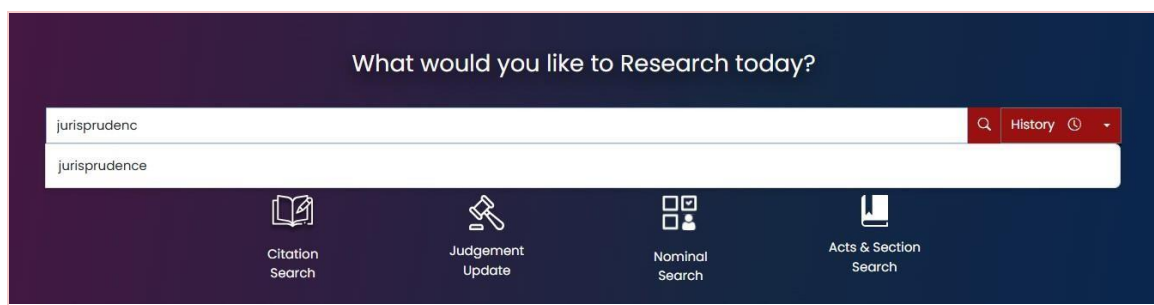 What would you like to Research today?
jurisprudenc
History
jurisprudence
Citation
Search
Judgement
Update
Nominal
Search
Acts & Section
Search